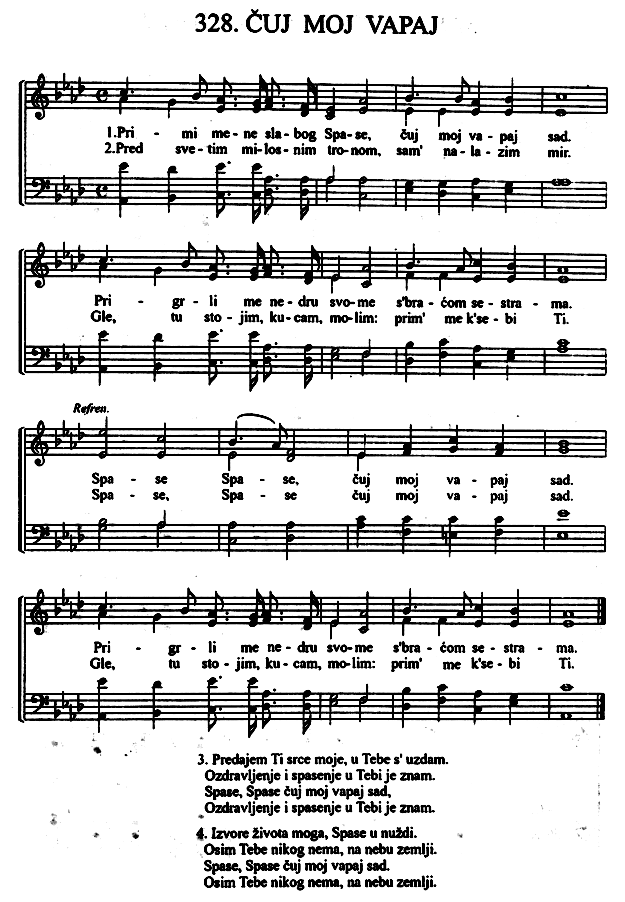 328. ČUJ MOJ VAPAJ
1.Pri - mi me - ne sla - bog Spa - se, čuj moj va - paj sad.
2.Pred sve - tim mi - los - nim tro - nom, sam' na - la - zim mir.
Pri - gr - li me ne - dru svo - me s'bra - ćom se - stra - ma.
Gle, tu sto - jim, ku - cam, mo - lim: prim' me k'se - bi Ti.
Refren.
Spa - se Spa - se, čuj moj va - paj sad.
Spa - se, Spa - se čuj moj va - paj sad.
Pri - gr - li me ne - dru svo - me s'bra - ćom se - stra - ma.
Gle, tu sto - jim, ku - cam, mo - lim: prim' me k'se - bi Ti.
3. Predajem Ti srce moje, u Tebe s' uzdam.
Ozdravljenje i spasenje u Tebi je znam.
Spase, Spase čuj moj vapaj sad,
Ozdravljenje i spasenje u Tebi je znam.
4. Izvore života moga, Spase u nuždi.
Osim Tebe nikog nema, na nebu zemlji.
Spase, Spase čuj moj vapaj sad.
Osim Tebe nikog nema, na nebu zemlji.